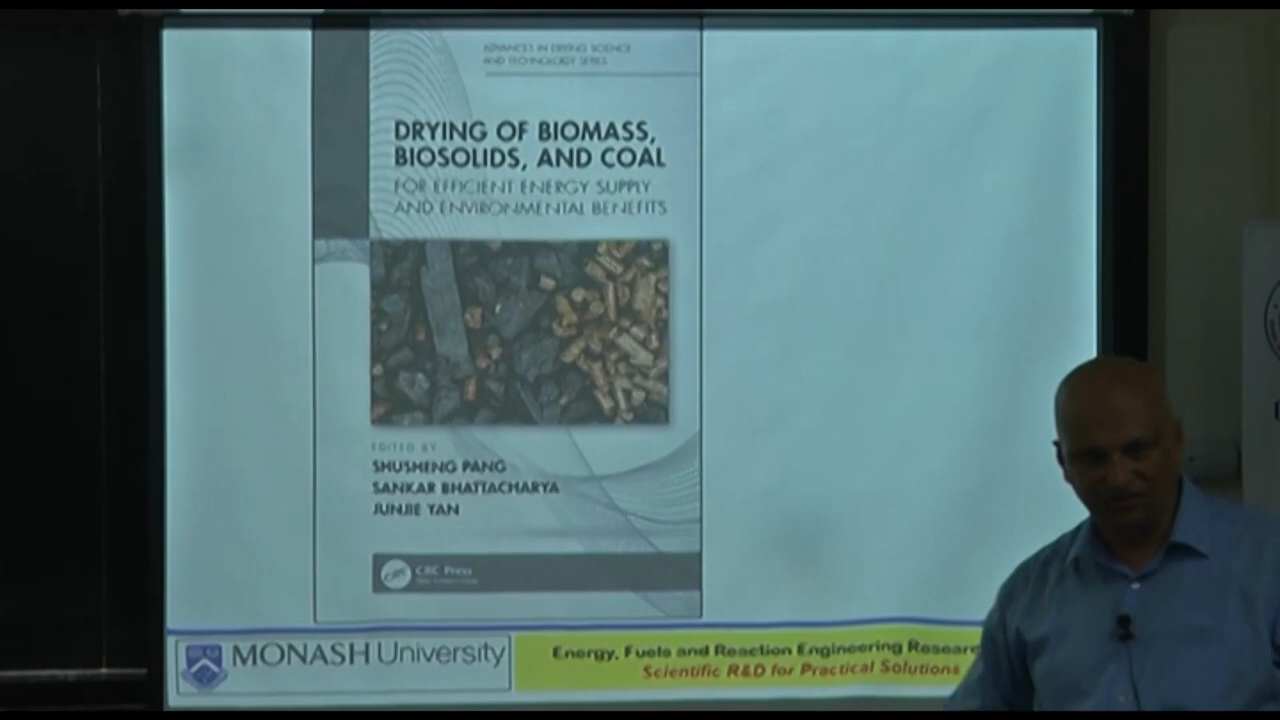 ADVANCES IN DRYING SCIENCE
AND TECHNOLOGY SERIES
DRYING OF BIOMASS,
BIOSOLIDS, AND COAL
FOR EFFICIENT ENERGY SUPPLY
AND ENVIRONMENTAL BENEFITS
EDITED BY
SHUSHENG PANG
SANKAR BHATTACHARYA
JUNJIE YAN
CRC CRC Press
MONASH University
Energy, Fuels and Reaction Engineering Resear
Scientific R&D for Practical Solutions